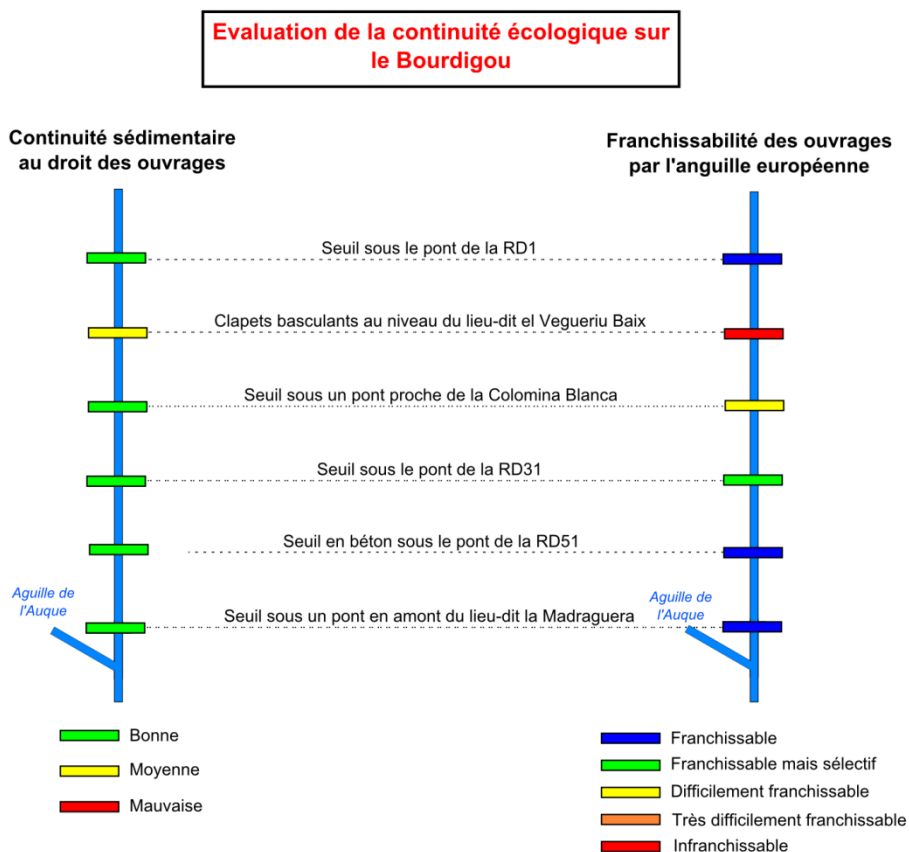 Evaluation de la continuité écologique sur
le Bourdigou
Continuité sédimentaire
au droit des ouvrages
Franchissabilité des ouvrages
par l'anguille européenne
Seuil sous le pont de la RD1
Clapets basculants au niveau du lieu-dit el Vegueriu Baix
Seuil sous un pont proche de la Colomina Blanca
Seuil sous le pont de la RD31
Seuil en béton sous le pont de la RD51
Aguille de
l'Auque
Seuil sous un pont en amont du lieu-dit la Madraguera
Aguille de
l'Auque
Bonne
Moyenne
Mauvaise
Franchissable
Franchissable mais sélectif
Difficilement franchissable
Très difficilement franchissable
Infranchissable